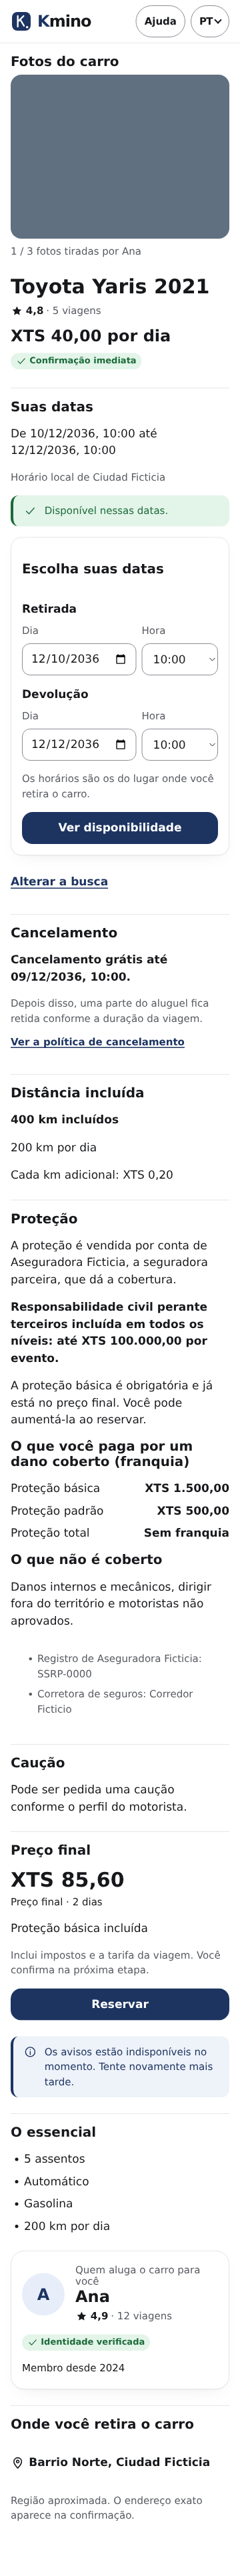 Kmino
Ajuda
PT
Fotos do carro
1 / 3 fotos tiradas por Ana
Toyota Yaris 2021
★ 4,8 · 5 viagens
XTS 40,00 por dia
Confirmação imediata
Suas datas
De 10/12/2036, 10:00 até
12/12/2036, 10:00
Horário local de Ciudad Ficticia
Disponível nessas datas.
Escolha suas datas
Retirada
Dia
Hora
12/10/2036
10:00
Devolução
Dia
Hora
12/12/2036
10:00
Os horários são os do lugar onde você
retira o carro.
Ver disponibilidade
Alterar a busca
Cancelamento
Cancelamento grátis até
09/12/2036, 10:00.
Depois disso, uma parte do aluguel fica
retida conforme a duração da viagem.
Ver a política de cancelamento
Distância incluída
400 km incluídos
200 km por dia
Cada km adicional: XTS 0,20
Proteção
A proteção é vendida por conta de
Aseguradora Ficticia, a seguradora
parceira, que dá a cobertura.
Responsabilidade civil perante
terceiros incluída em todos os
níveis: até XTS 100.000,00 por
evento.
A proteção básica é obrigatória e já
está no preço final. Você pode
aumentá-la ao reservar.
O que você paga por um
dano coberto (franquia)
Proteção básica XTS 1.500,00
Proteção padrão XTS 500,00
Proteção total Sem franquia
O que não é coberto
Danos internos e mecânicos, dirigir
fora do território e motoristas não
aprovados.
• Registro de Aseguradora Ficticia:
SSRP-0000
• Corretora de seguros: Corredor
Ficticio
Caução
Pode ser pedida uma caução
conforme o perfil do motorista.
Preço final
XTS 85,60
Preço final · 2 dias
Proteção básica incluída
Inclui impostos e a tarifa da viagem. Você
confirma na próxima etapa.
Reservar
Os avisos estão indisponíveis no
momento. Tente novamente mais
tarde.
O essencial
• 5 assentos
• Automático
• Gasolina
• 200 km por dia
A
Quem aluga o carro para
você
Ana
★ 4,9 · 12 viagens
Identidade verificada
Membro desde 2024
Onde você retira o carro
Barrio Norte, Ciudad Ficticia
Região aproximada. O endereço exato
aparece na confirmação.